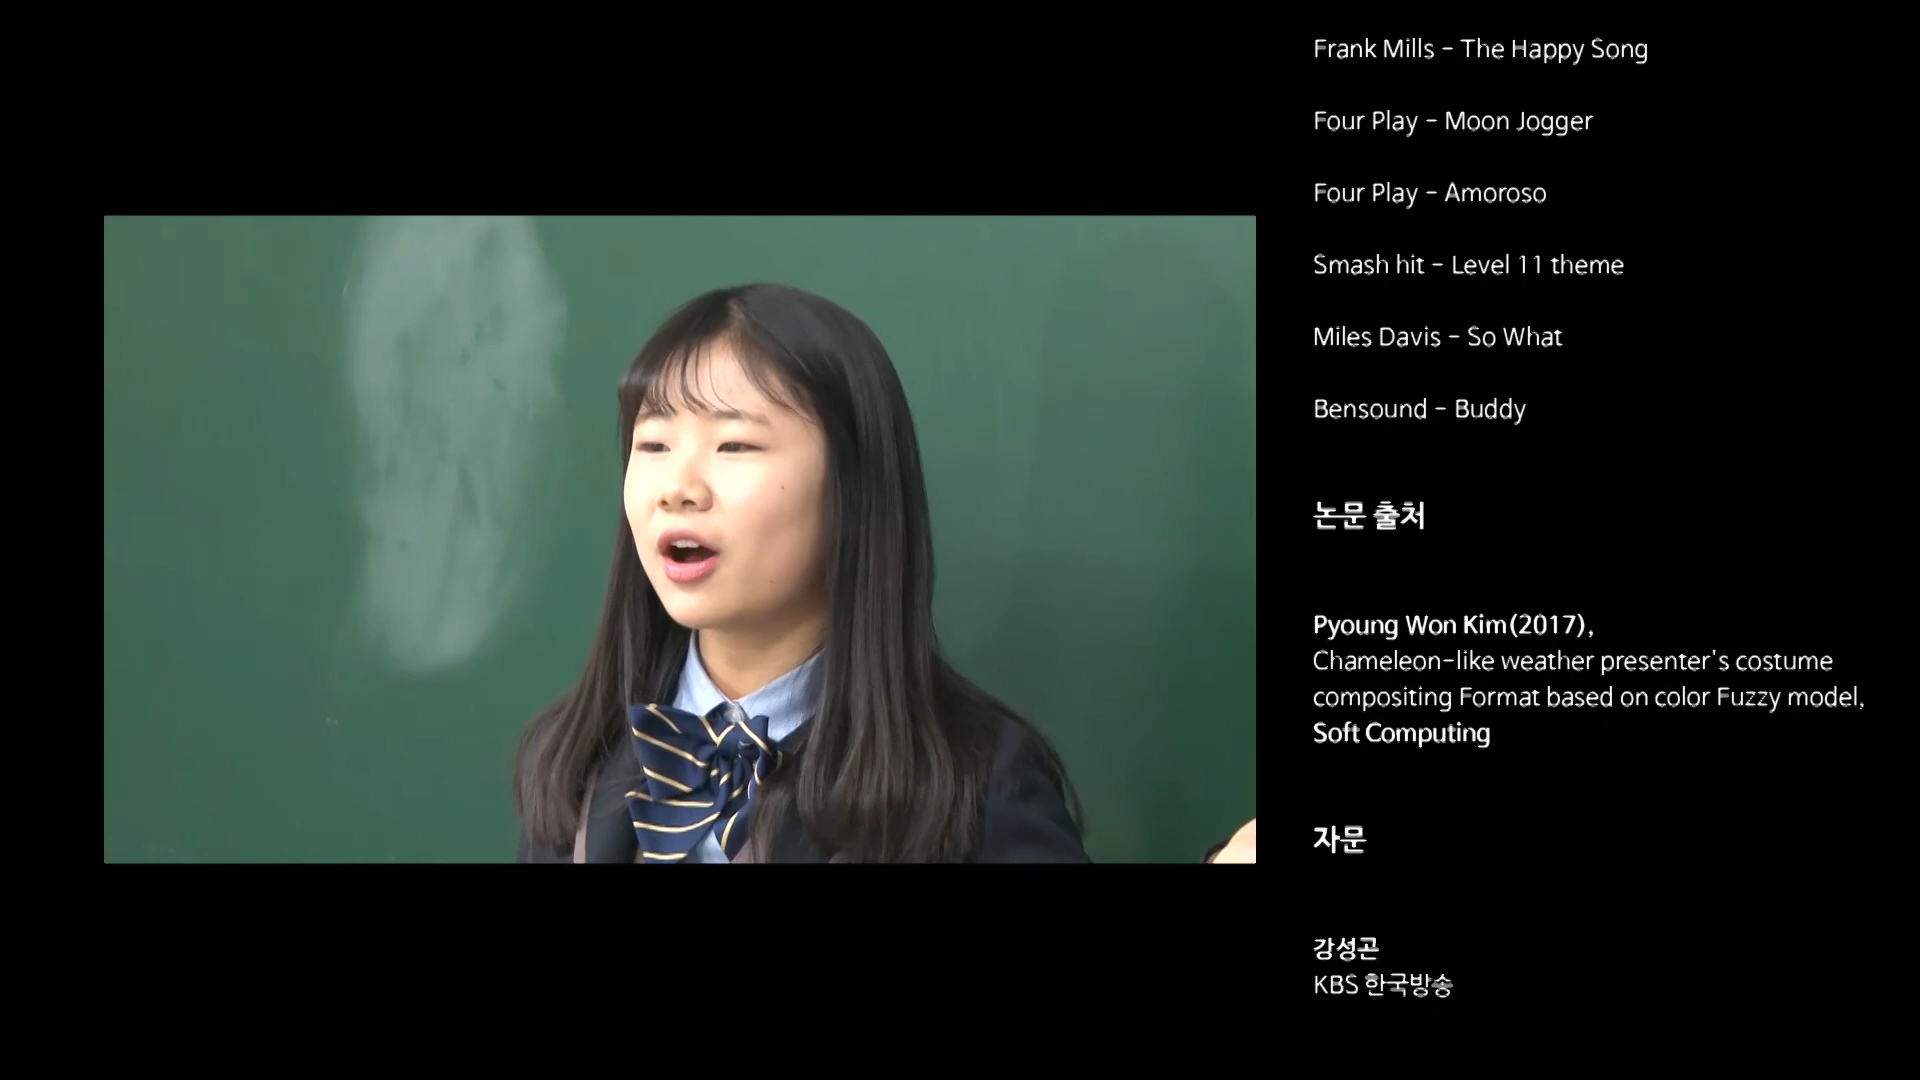 Frank Mills - The Happy Song
Four Play - Moon Jogger
Four Play - Amoroso
Smash hit - Level 11 theme
Miles Davis - So What
Bensound - Buddy
논문 출처
Pyoung Won Kim(2017),
Chameleon-like weather presenter's costume
compositing Format based on color Fuzzy model,
Soft Computing
자문
강성곤
KBS 한국방송